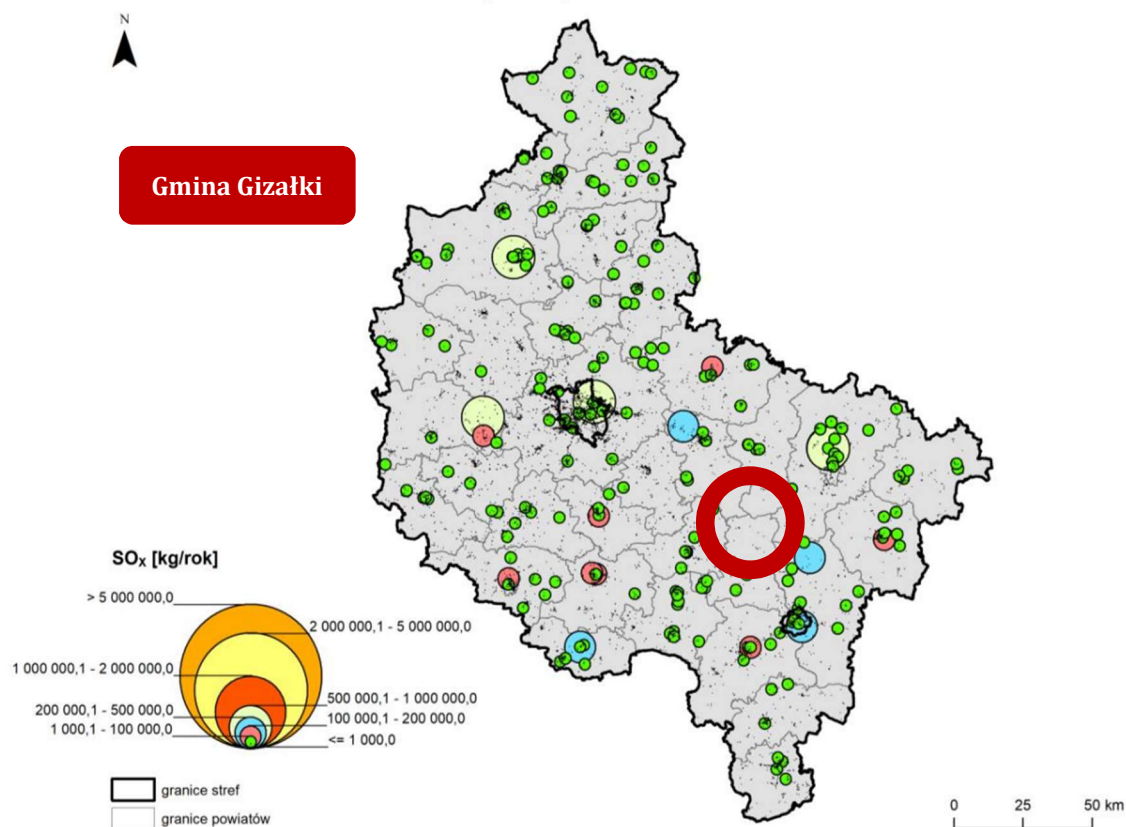 N
Gmina Gizałki
SOx [kg/rok]
> 5 000 000,0
2 000 000,1 - 5 000 000,0
1 000 000,1 - 2 000 000,0
500 000,1 - 1 000 000,0
200 000,1 - 500 000,0
100 000,1 - 200 000,0
1 000,1 - 100 000,0
<= 1 000,0
granice stref
granice powiatów
0 25 50 km